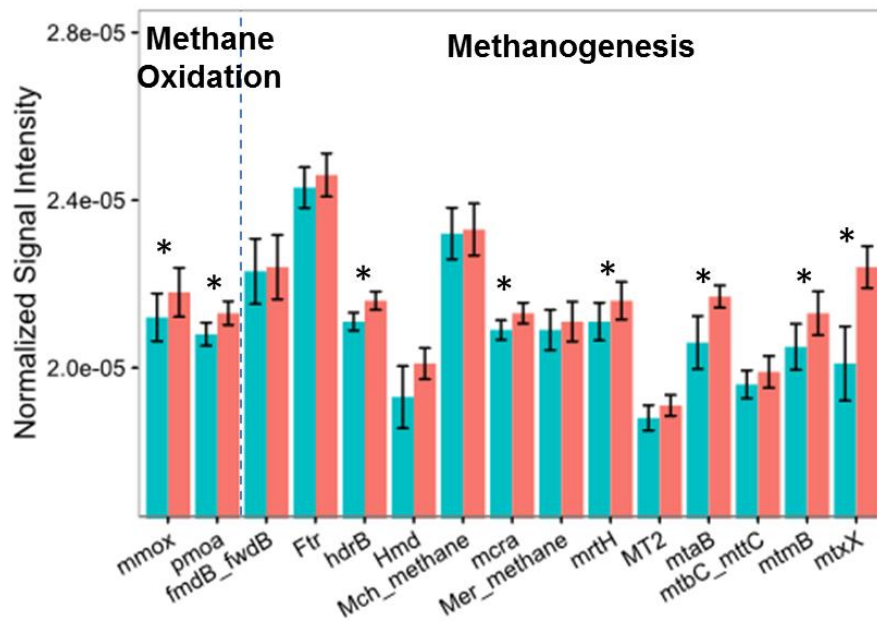 2.8e-05
Methane
Oxidation
Methanogenesis
Normalized Signal Intensity
2.4e-05
2.0e-05
*
*
*
*
*
*
*
*
mmox
pmoa
fmdB_fwdB
Ftr
hdrB
Hmd
Mch_methane
mcra
Mer_methane
mrtH
MT2
mtaB
mtbC_mttC
mtmB
mtxX